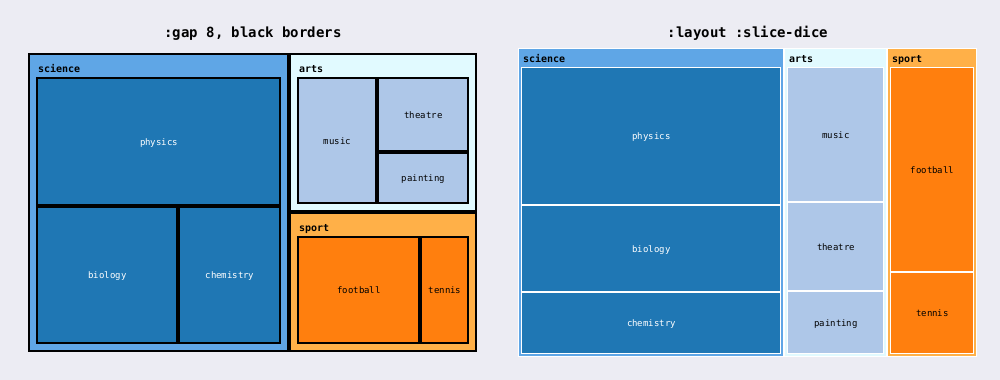 :gap 8, black borders
science
physics
biology
chemistry
arts
music
theatre
painting
sport
football
tennis
:layout :slice-dice
science
physics
biology
chemistry
arts
music
theatre
painting
sport
football
tennis